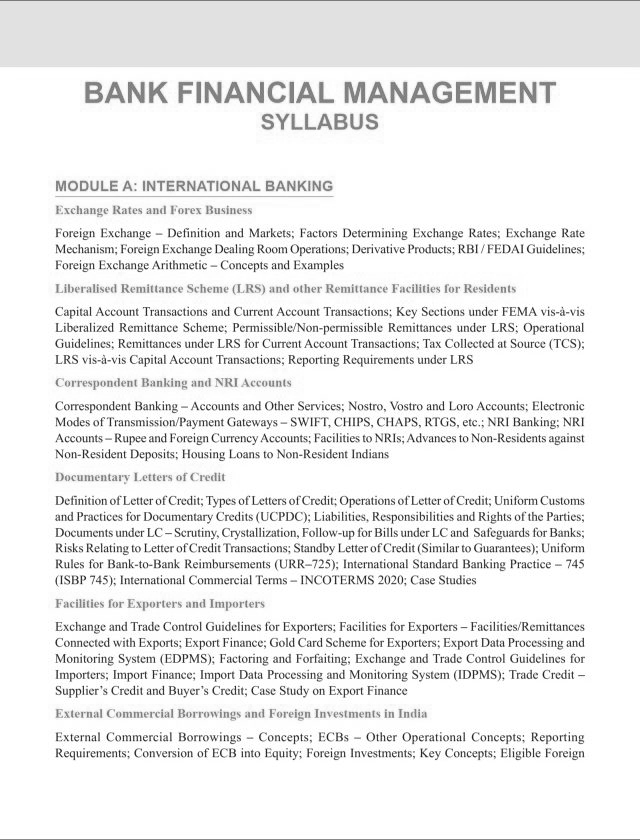 BANK FINANCIAL MANAGEMENT
SYLLABUS
MODULE A: INTERNATIONAL BANKING
Exchange Rates and Forex Business
Foreign Exchange – Definition and Markets; Factors Determining Exchange Rates; Exchange Rate
Mechanism; Foreign Exchange Dealing Room Operations; Derivative Products; RBI / FEDAI Guidelines;
Foreign Exchange Arithmetic – Concepts and Examples
Liberalised Remittance Scheme (LRS) and other Remittance Facilities for Residents
Capital Account Transactions and Current Account Transactions; Key Sections under FEMA vis-à-vis
Liberalized Remittance Scheme; Permissible/Non-permissible Remittances under LRS; Operational
Guidelines; Remittances under LRS for Current Account Transactions; Tax Collected at Source (TCS);
LRS vis-à-vis Capital Account Transactions; Reporting Requirements under LRS
Correspondent Banking and NRI Accounts
Correspondent Banking – Accounts and Other Services; Nostro, Vostro and Loro Accounts; Electronic
Modes of Transmission/Payment Gateways – SWIFT, CHIPS, CHAPS, RTGS, etc.; NRI Banking; NRI
Accounts – Rupee and Foreign Currency Accounts; Facilities to NRIs; Advances to Non-Residents against
Non-Resident Deposits; Housing Loans to Non-Resident Indians
Documentary Letters of Credit
Definition of Letter of Credit; Types of Letters of Credit; Operations of Letter of Credit; Uniform Customs
and Practices for Documentary Credits (UCPDC); Liabilities, Responsibilities and Rights of the Parties;
Documents under LC – Scrutiny, Crystallization, Follow-up for Bills under LC and Safeguards for Banks;
Risks Relating to Letter of Credit Transactions; Standby Letter of Credit (Similar to Guarantees); Uniform
Rules for Bank-to-Bank Reimbursements (URR–725); International Standard Banking Practice – 745
(ISBP 745); International Commercial Terms – INCOTERMS 2020; Case Studies
Facilities for Exporters and Importers
Exchange and Trade Control Guidelines for Exporters; Facilities for Exporters – Facilities/Remittances
Connected with Exports; Export Finance; Gold Card Scheme for Exporters; Export Data Processing and
Monitoring System (EDPMS); Factoring and Forfaiting; Exchange and Trade Control Guidelines for
Importers; Import Finance; Import Data Processing and Monitoring System (IDPMS); Trade Credit –
Supplier’s Credit and Buyer’s Credit; Case Study on Export Finance
External Commercial Borrowings and Foreign Investments in India
External Commercial Borrowings – Concepts; ECBs – Other Operational Concepts; Reporting
Requirements; Conversion of ECB into Equity; Foreign Investments; Key Concepts; Eligible Foreign